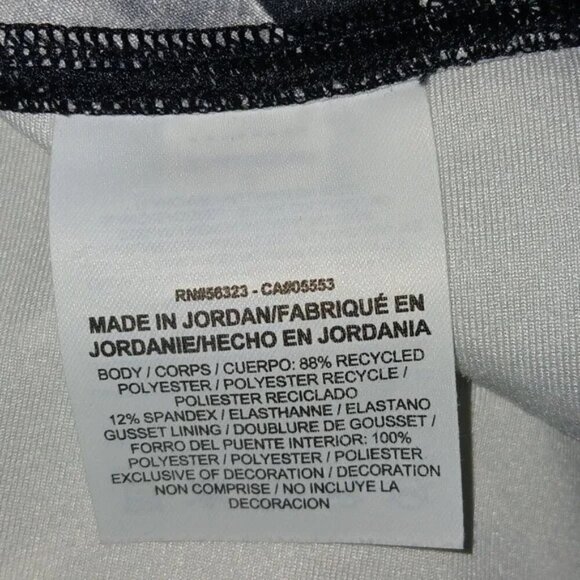 RN#56323 - CA#05553
MADE IN JORDAN/FABRIQUÉ EN
JORDANIE/HECHO EN JORDANIA
BODY / CORPS / CUERPO: 88% RECYCLED
POLYESTER / POLYESTER RECYCLE /
POLIESTER RECICLADO
12% SPANDEX / ELASTHANNE / ELASTANO
GUSSET LINING / DOUBLURE DE GOUSSET /
FORRO DEL PUENTE INTERIOR: 100%
POLYESTER / POLYESTER / POLIESTER
EXCLUSIVE OF DECORATION / DECORATION
NON COMPRISE / NO INCLUYE LA
DECORACION